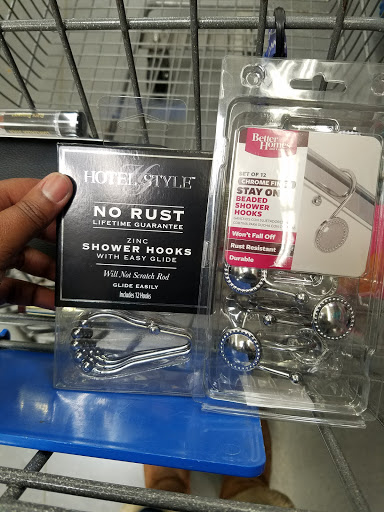 HOTEL STYLE™
NO RUST
LIFETIME GUARANTEE
ZINC
SHOWER HOOKS
WITH EASY GLIDE
Will Not Scratch Rod
GLIDE EASILY
Includes 12 Hooks
Better
Homes
SET OF 12
CHROME FINISH
STAY ON
BEADED SHOWER
HOOKS
Won't Fall Off
Rust Resistant
Durable